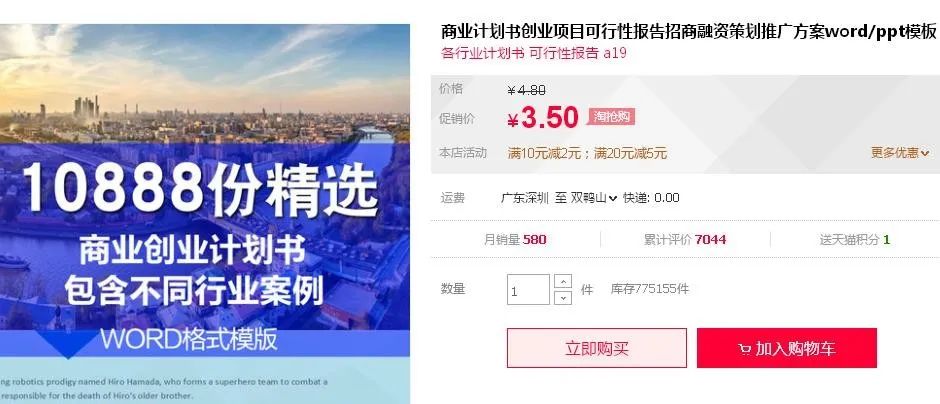 商业计划书创业项目可行性报告招商融资策划推广方案word/ppt模板
各行业计划书 可行性报告 a19
价格 ¥4.80
促销价 ¥3.50 淘抢购
本店活动 满10元减2元；满20元减5元 更多优惠
运费 广东深圳 至 双鸭山 快递: 0.00
月销量 580 累计评价 7044 送天猫积分 1
数量 1 件 库存775155件
立即购买 加入购物车
10888份精选
商业创业计划书
包含不同行业案例
WORD格式模版
ng robotics prodigy named Hiro Hamada, who forms a superhero team to combat a
responsible for the death of Hiro's older brother.